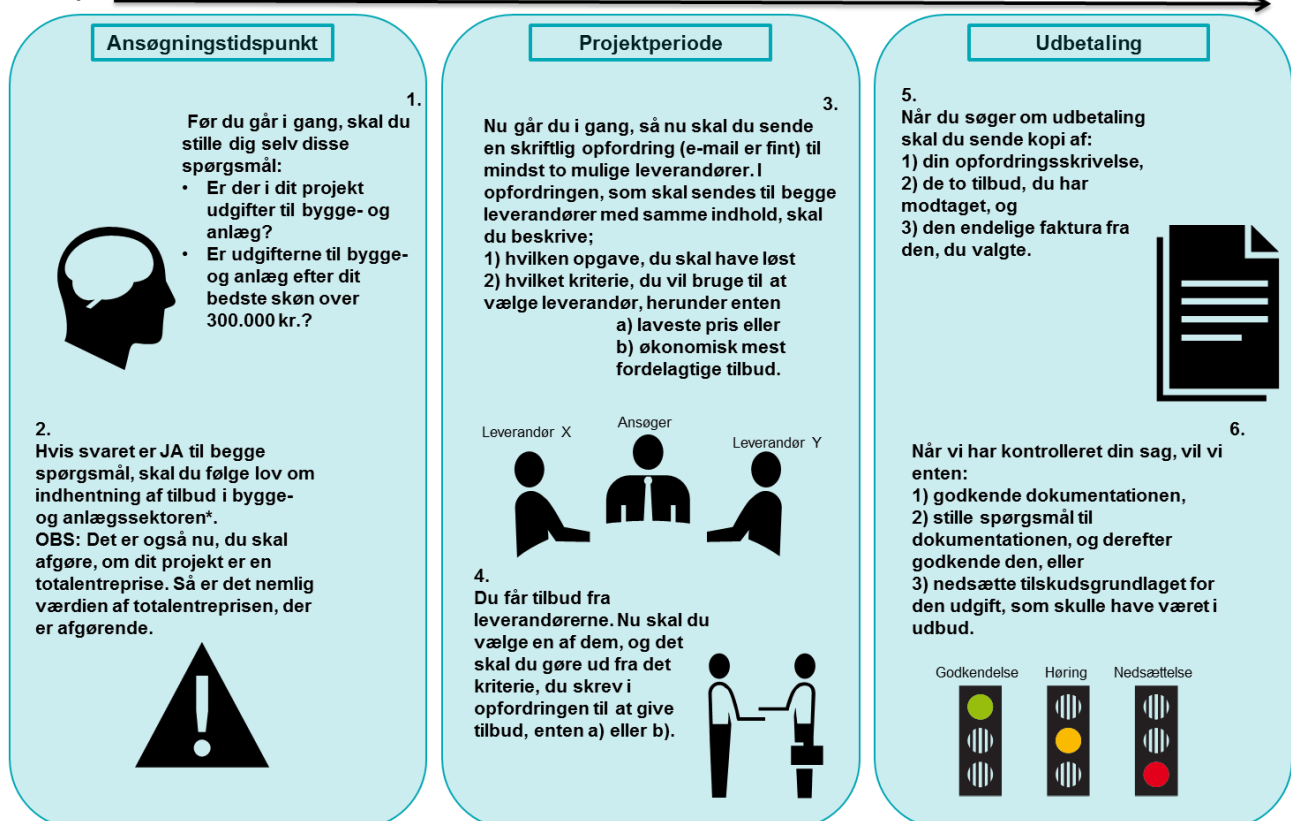 Ansøgningstidspunkt
1.
Før du går i gang, skal du
stille dig selv disse
spørgsmål:
• Er der i dit projekt
udgifter til bygge- og
anlæg?
• Er udgifterne til bygge-
og anlæg efter dit
bedste skøn over
300.000 kr.?
2.
Hvis svaret er JA til begge
spørgsmål, skal du følge lov om
indhentning af tilbud i bygge-
og anlægssektoren*.
OBS: Det er også nu, du skal
afgøre, om dit projekt er en
totalentreprise. Så er det nemlig
værdien af totalentreprisen, der
er afgørende.
Projektperiode
3.
Nu går du i gang, så nu skal du sende
en skriftlig opfordring (e-mail er fint) til
mindst to mulige leverandører. I
opfordringen, som skal sendes til begge
leverandører med samme indhold, skal
du beskrive;
1) hvilken opgave, du skal have løst
2) hvilket kriterie, du vil bruge til at
vælge leverandør, herunder enten
a) laveste pris eller
b) økonomisk mest
fordelagtige tilbud.
Leverandør X
Ansøger
Leverandør Y
4.
Du får tilbud fra
leverandørerne. Nu skal du
vælge en af dem, og det
skal du gøre ud fra det
kriterie, du skrev i
opfordringen til at give
tilbud, enten a) eller b).
Udbetaling
5.
Når du søger om udbetaling
skal du sende kopi af:
1) din opfordringsskrivelse,
2) de to tilbud, du har
modtaget, og
3) den endelige faktura fra
den, du valgte.
6.
Når vi har kontrolleret din sag, vil vi
enten:
1) godkende dokumentationen,
2) stille spørgsmål til
dokumentationen, og derefter
godkende den, eller
3) nedsætte tilskudsgrundlaget for
den udgift, som skulle have været i
udbud.
Godkendelse
Høring
Nedsættelse